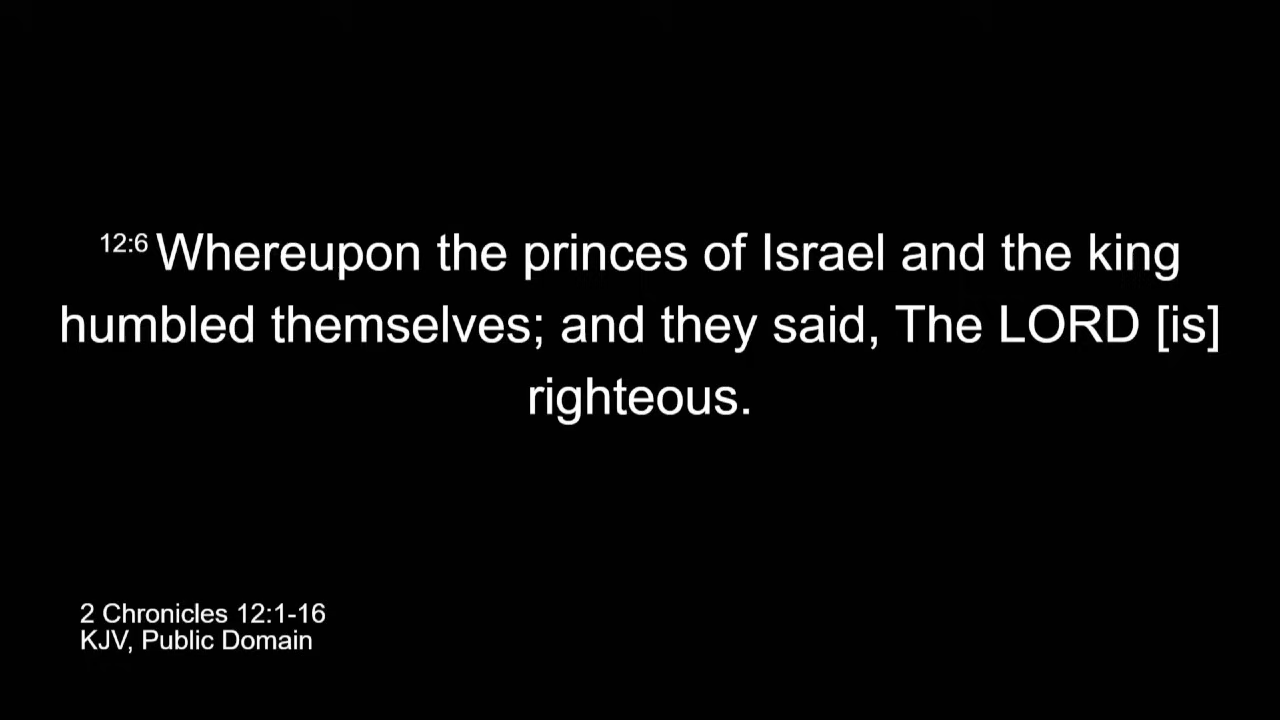 12:6 Whereupon the princes of Israel and the king
humbled themselves; and they said, The LORD [is]
righteous.
2 Chronicles 12:1-16
KJV, Public Domain